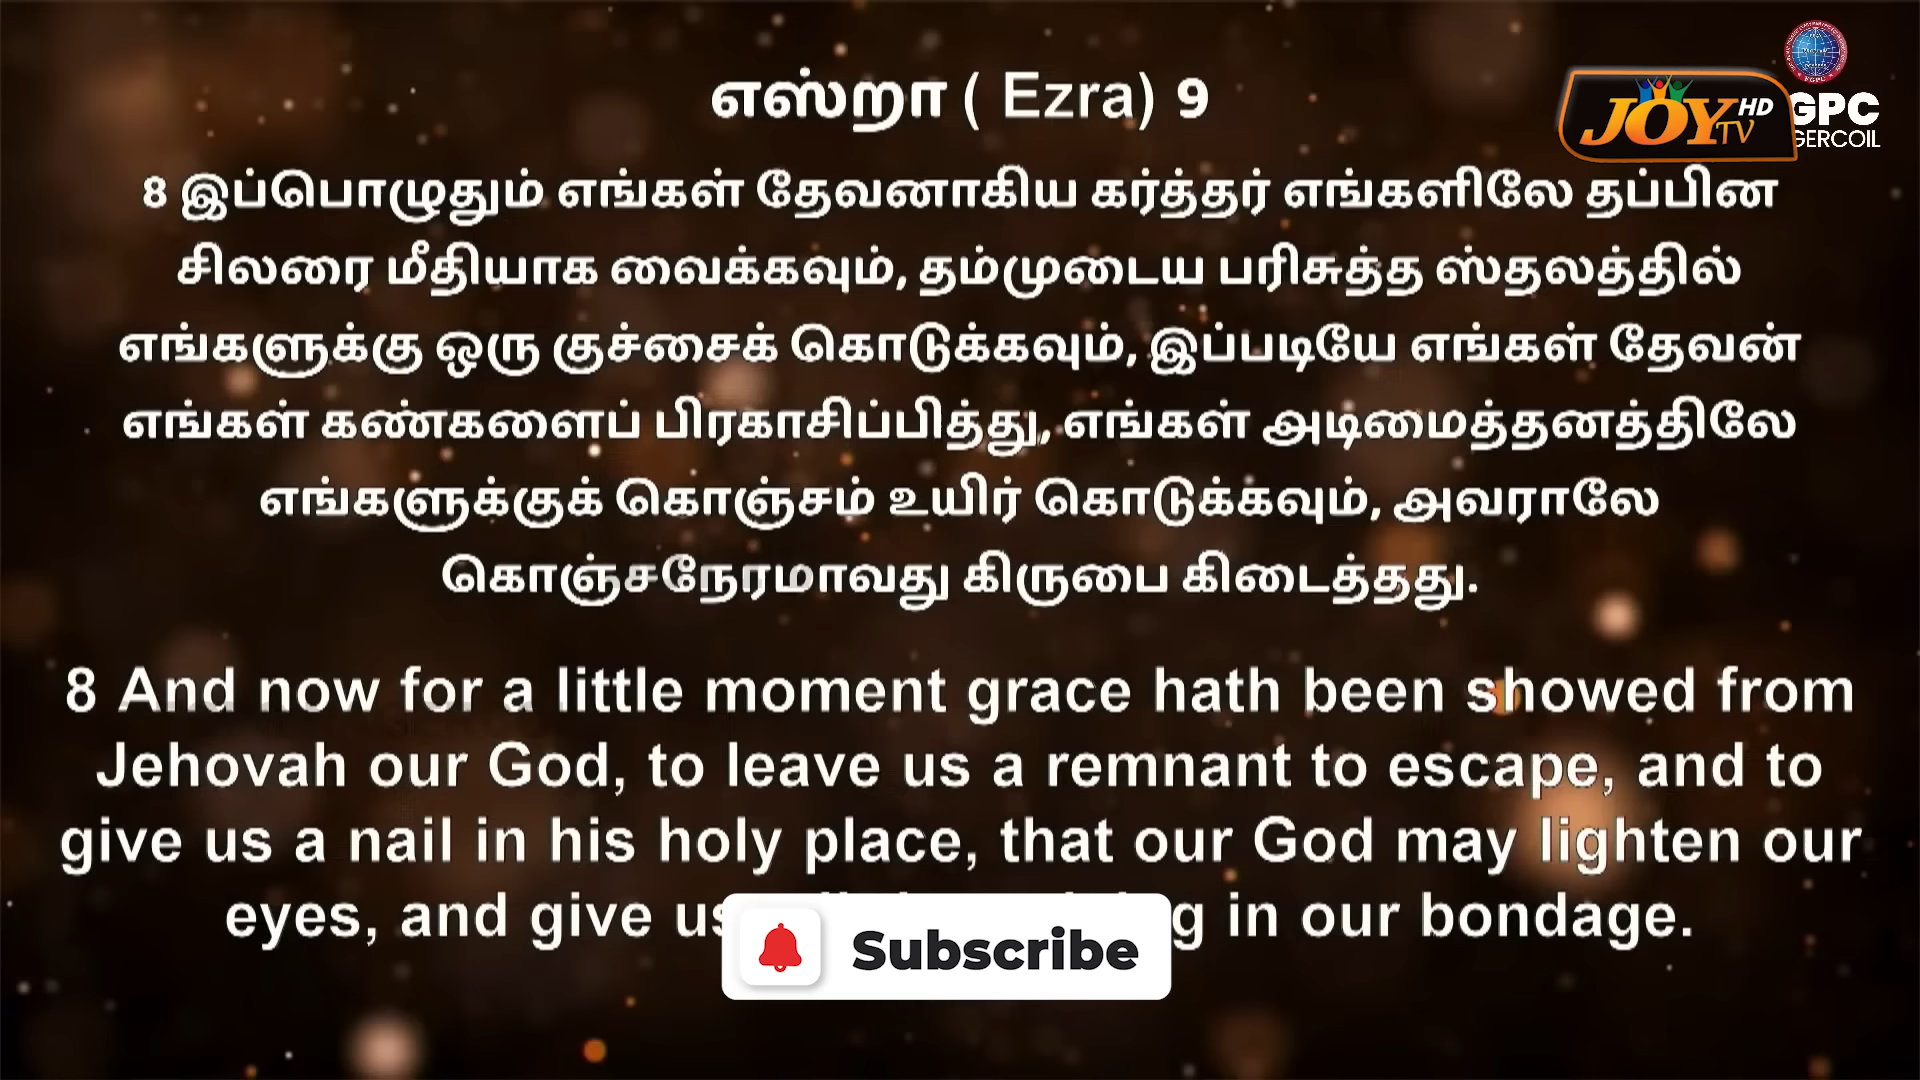 எஸ்றா ( Ezra) 9
JOY TV HD
GPC
GERCOIL
8 இப்பொழுதும் எங்கள் தேவனாகிய கர்த்தர் எங்களிலே தப்பின
சிலரை மீதியாக வைக்கவும், தம்முடைய பரிசுத்த ஸ்தலத்தில்
எங்களுக்கு ஒரு குச்சைக் கொடுக்கவும், இப்படியே எங்கள் தேவன்
எங்கள் கண்களைப் பிரகாசிப்பித்து, எங்கள் அடிமைத்தனத்திலே
எங்களுக்குக் கொஞ்சம் உயிர் கொடுக்கவும், அவராலே
கொஞ்சநேரமாவது கிருபை கிடைத்தது.
8 And now for a little moment grace hath been showed from
Jehovah our God, to leave us a remnant to escape, and to
give us a nail in his holy place, that our God may lighten our
eyes, and give us in our bondage.
Subscribe